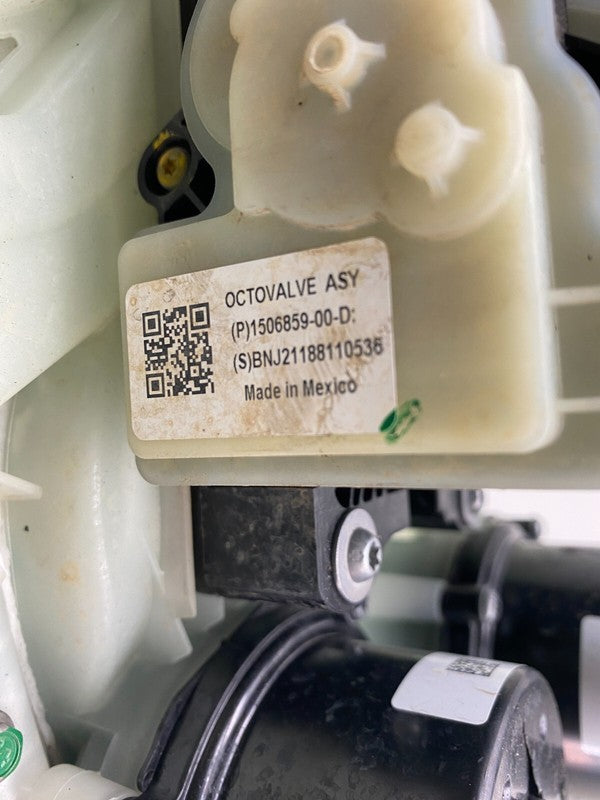 OCTOVALVE ASY
(P)1506859-00-D:
(S)BNJ21188110536
Made in Mexico